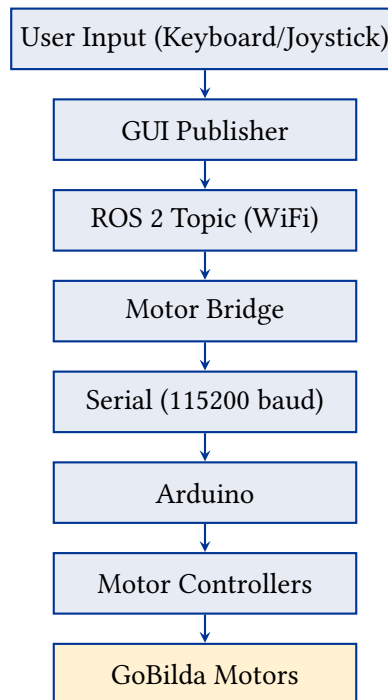 User Input (Keyboard/Joystick)
GUI Publisher
ROS 2 Topic (WiFi)
Motor Bridge
Serial (115200 baud)
Arduino
Motor Controllers
GoBilda Motors